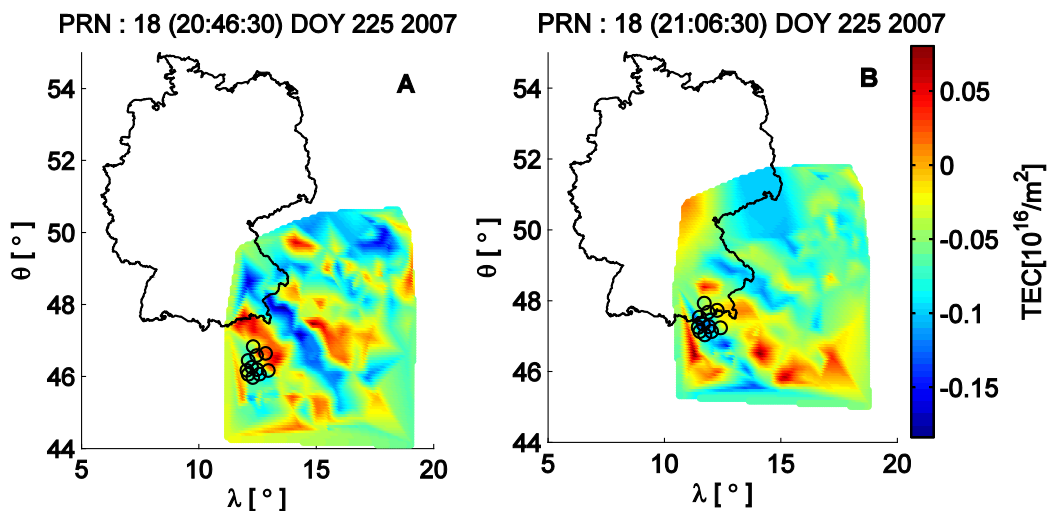 PRN : 18 (20:46:30) DOY 225 2007
PRN : 18 (21:06:30) DOY 225 2007
A
B
54
52
50
48
46
44
θ [ ° ]
5
10
15
20
λ [ ° ]
54
52
50
48
46
44
θ [ ° ]
5
10
15
20
λ [ ° ]
0.05
0
-0.05
-0.1
-0.15
TEC[10¹⁶/m²]